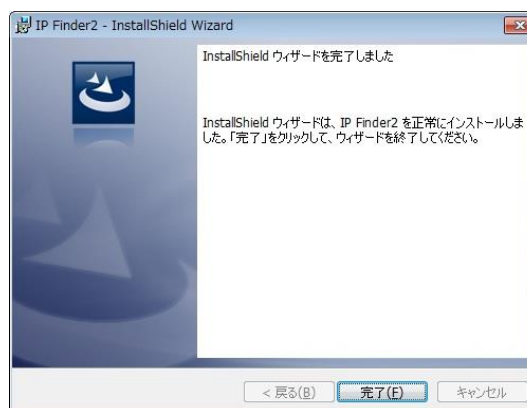 IP Finder2 - InstallShield Wizard
InstallShield ウィザードを完了しました
InstallShield ウィザードは、IP Finder2 を正常にインストールしま
した。「完了」をクリックして、ウィザードを終了してください。
< 戻る(B)
完了(F)
キャンセル